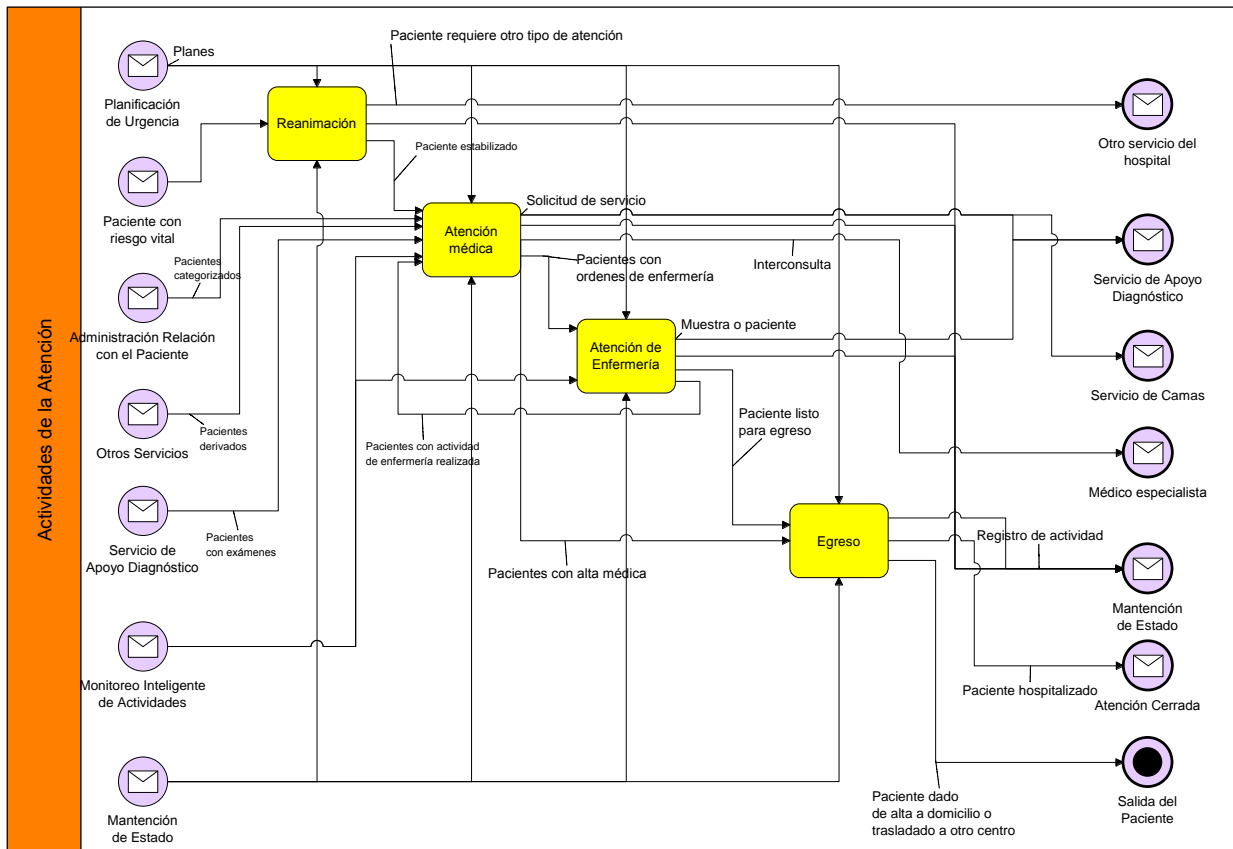 Actividades de la Atención
Planes
Planificación
de Urgencia
Paciente con
riesgo vital
Pacientes
categorizados
Administración Relación
con el Paciente
Pacientes
derivados
Otros Servicios
Pacientes
con exámenes
Servicio de
Apoyo Diagnóstico
Monitoreo Inteligente
de Actividades
Mantención
de Estado
Paciente requiere otro tipo de atención
Reanimación
Paciente estabilizado
Atención
médica
Solicitud de servicio
Pacientes con
ordenes de enfermería
Interconsulta
Atención de
Enfermería
Muestra o paciente
Pacientes con actividad
de enfermería realizada
Paciente listo
para egreso
Pacientes con alta médica
Egreso
Registro de actividad
Paciente hospitalizado
Paciente dado
de alta a domicilio o
trasladado a otro centro
Otro servicio del
hospital
Servicio de Apoyo
Diagnóstico
Servicio de Camas
Médico especialista
Mantención
de Estado
Atención Cerrada
Salida del
Paciente